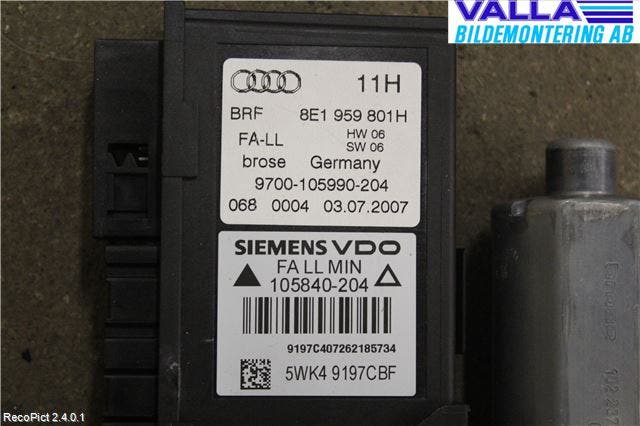 VALLA
BILDEMONTERING AB
11H
BRF 8E1 959 801H
FA-LL HW 06
SW 06
brose Germany
9700-105990-204
068 0004 03.07.2007
SIEMENS VDO
FA LL MIN
105840-204
9197C407262185734
5WK4 9197CBF
RecoPict 2.4.0.1